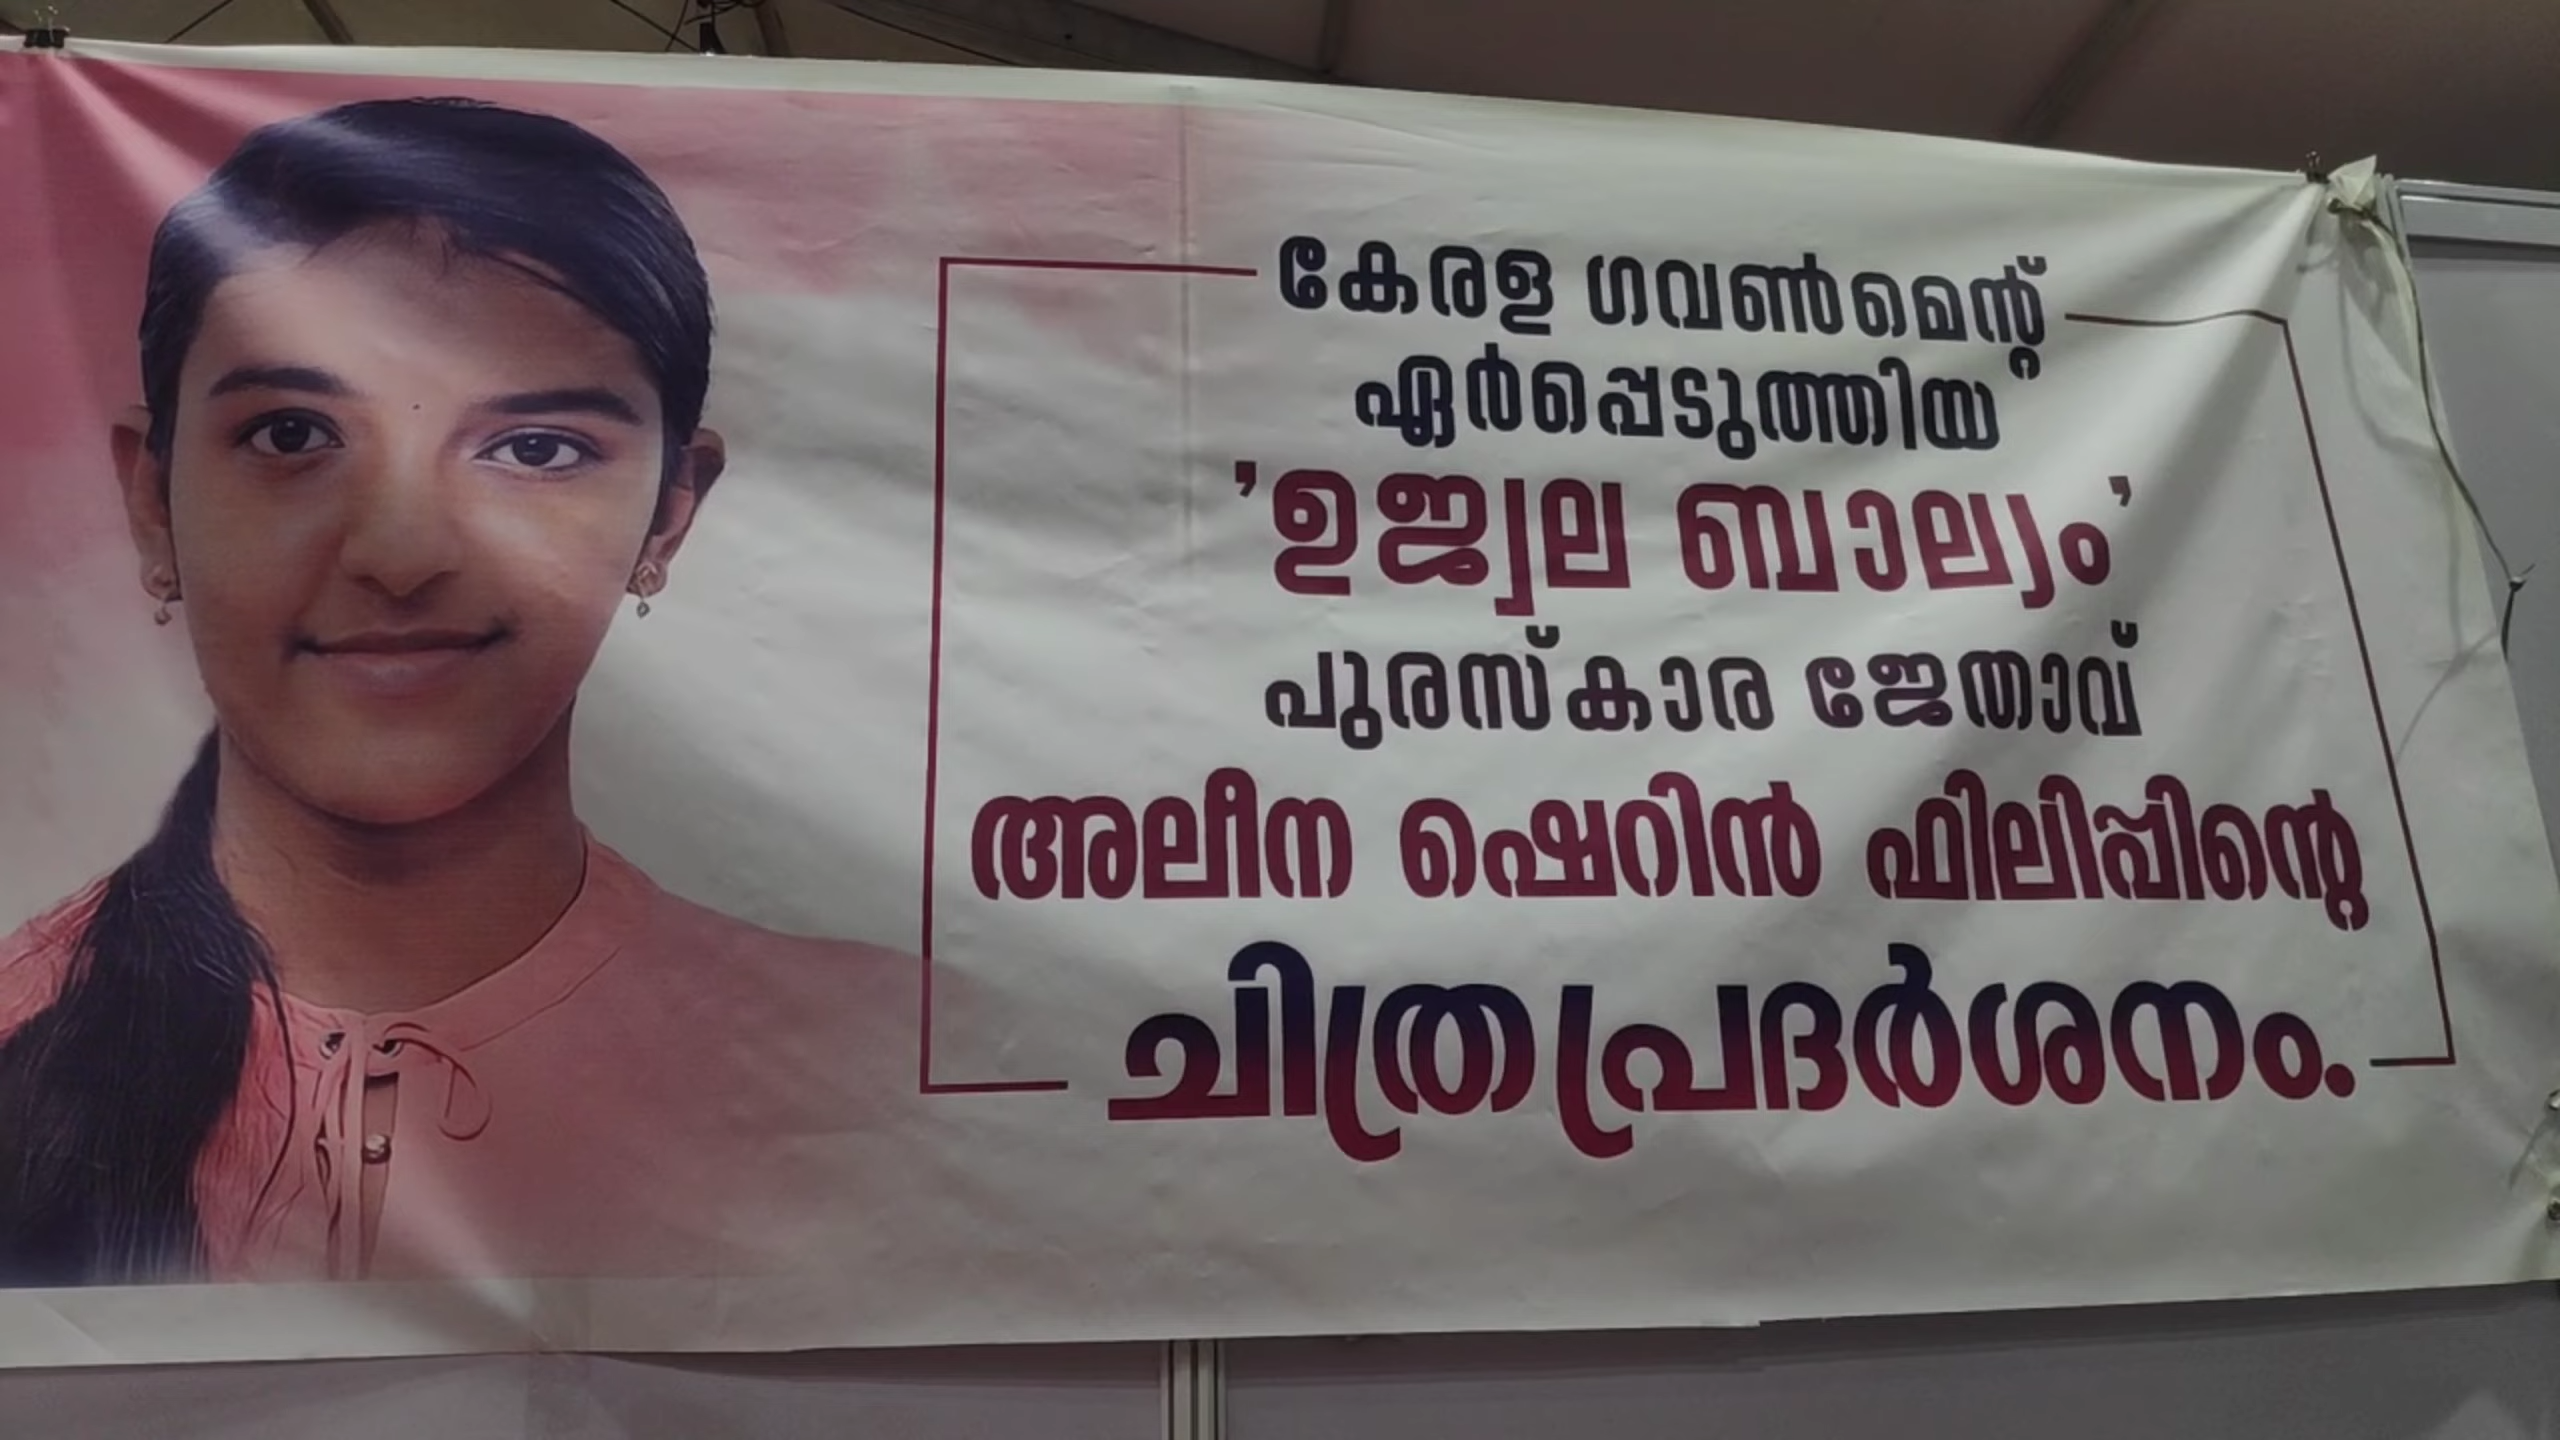 കേരള ഗവൺമെന്റ്
ഏർപ്പെടുത്തിയ
'ഉജ്വല ബാല്യം'
പുരസ്കാര ജേതാവ്
അലീന ഷെറിൻ ഫിലിപ്പിന്റെ
ചിത്രപ്രദർശനം.